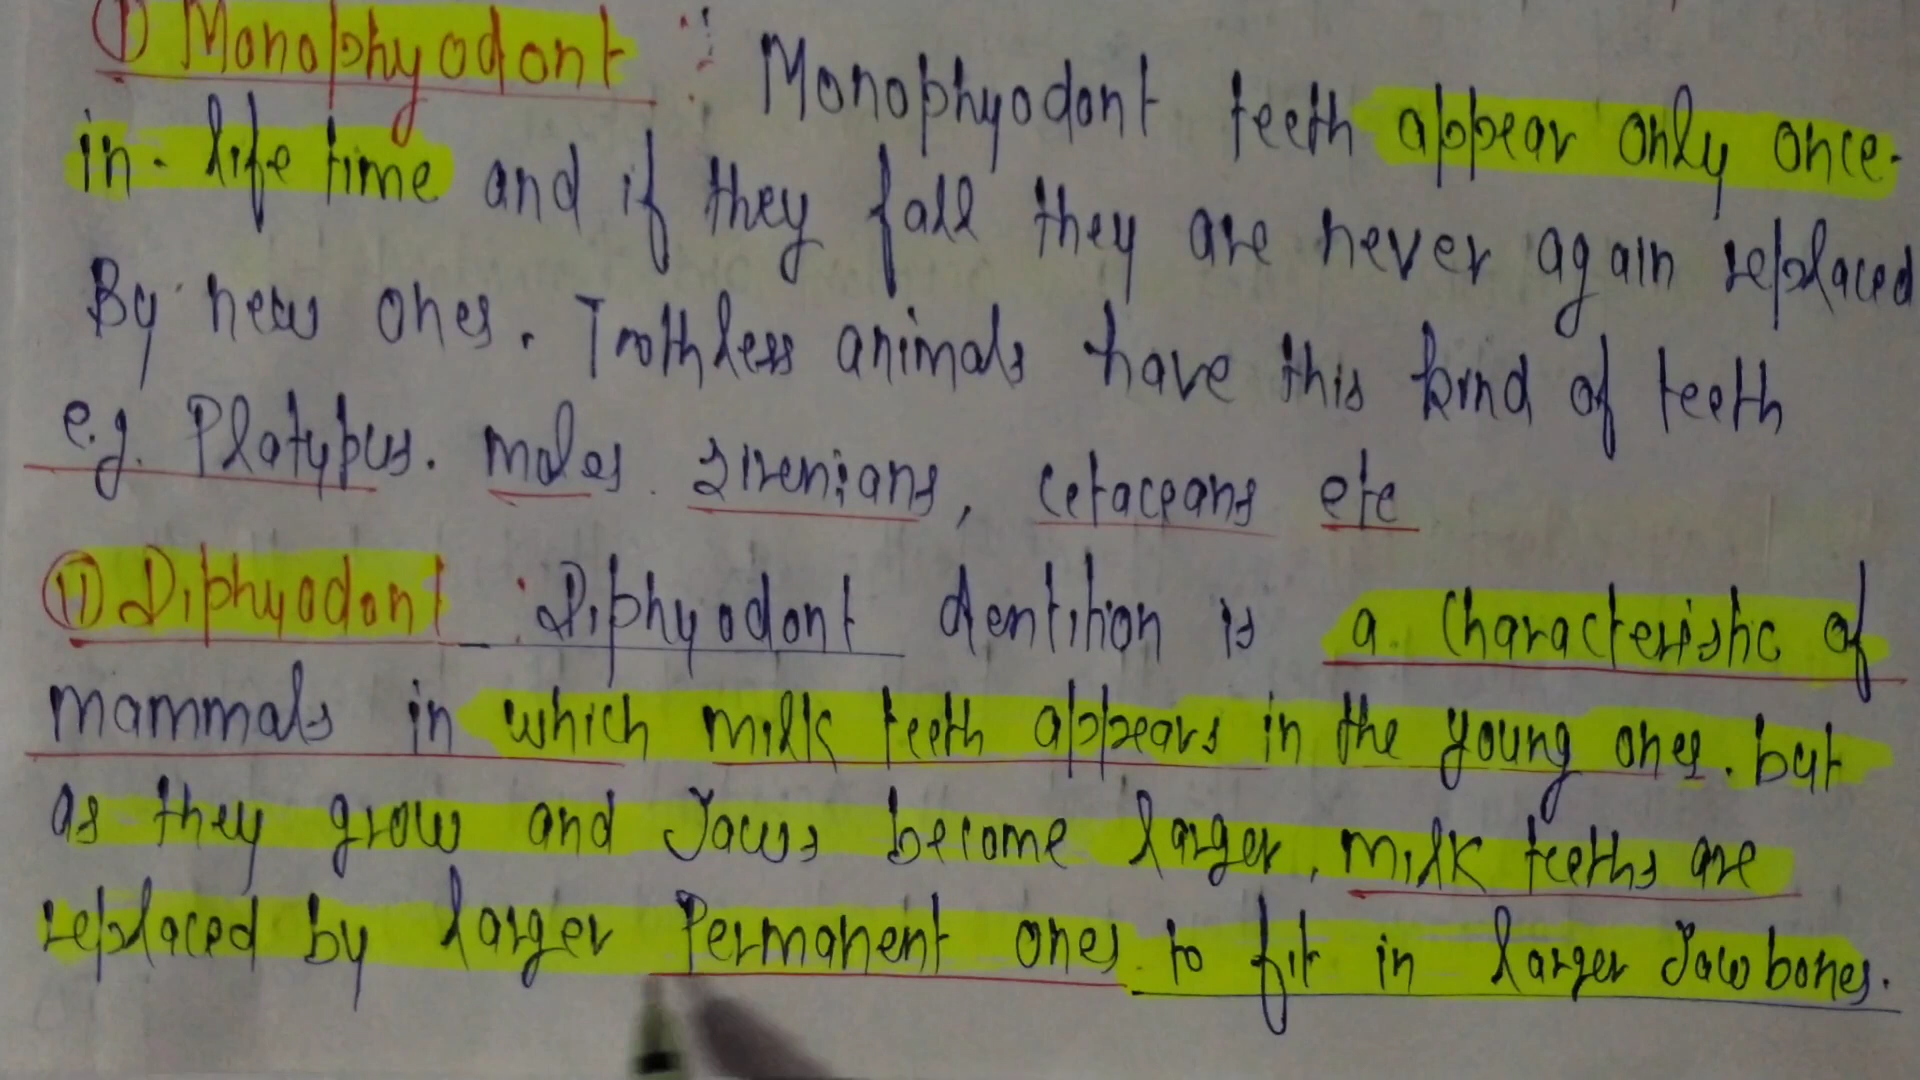 (I) Monophyodont : Monophyodont teeth appear only once.
in - life time and if they fall they are never again replaced
By new ones. Toothless animals have this kind of teeth
e.g. Platypus. moles. sirenians, cetaceans etc
(II) Diphyodont : Diphyodont dentition is a characteristic of
mammals in which milk teeth appears in the young ones. but
as they grow and Jaws become larger, milk teeths are
replaced by larger Permanent ones to fit in larger Jaw bones.